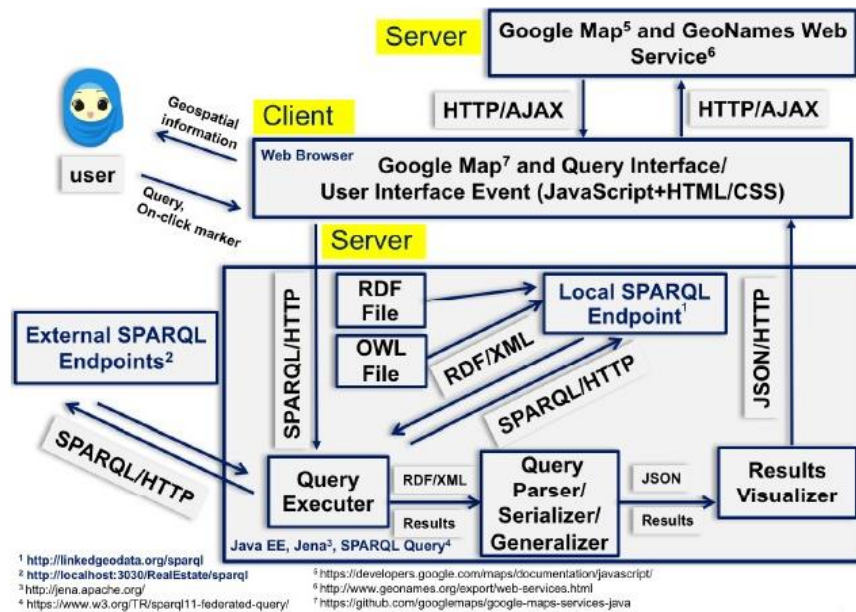 Server
Google Map⁵ and GeoNames Web
Service⁶
HTTP/AJAX
HTTP/AJAX
Geospatial
information
Client
user
Query,
On-click marker
Web Browser
Google Map⁷ and Query Interface/
User Interface Event (JavaScript+HTML/CSS)
Server
External SPARQL
Endpoints²
SPARQL/HTTP
SPARQL/HTTP
RDF
File
OWL
File
Local SPARQL
Endpoint¹
RDF/XML
SPARQL/HTTP
JSON/HTTP
Query
Executer
RDF/XML
Results
Query
Parser/
Serializer/
Generalizer
JSON
Results
Results
Visualizer
Java EE, Jena³, SPARQL Query⁴
¹ http://linkedgeodata.org/sparql
² http://localhost:3030/RealEstate/sparql
³ http://jena.apache.org/
⁴ https://www.w3.org/TR/sparql11-federated-query/
⁵ https://developers.google.com/maps/documentation/javascript/
⁶ http://www.geonames.org/export/web-services.html
⁷ https://github.com/googlemaps/google-maps-services-java